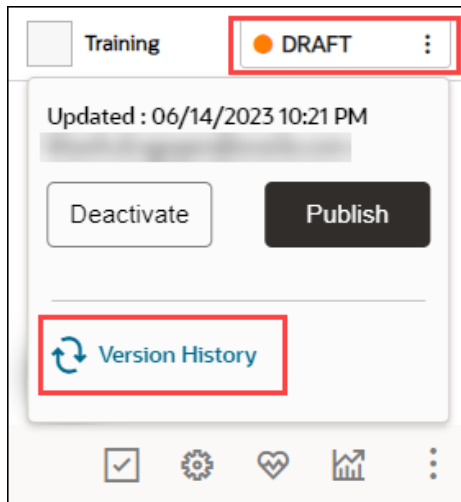 Training
DRAFT
Updated : 06/14/2023 10:21 PM
Deactivate
Publish
Version History